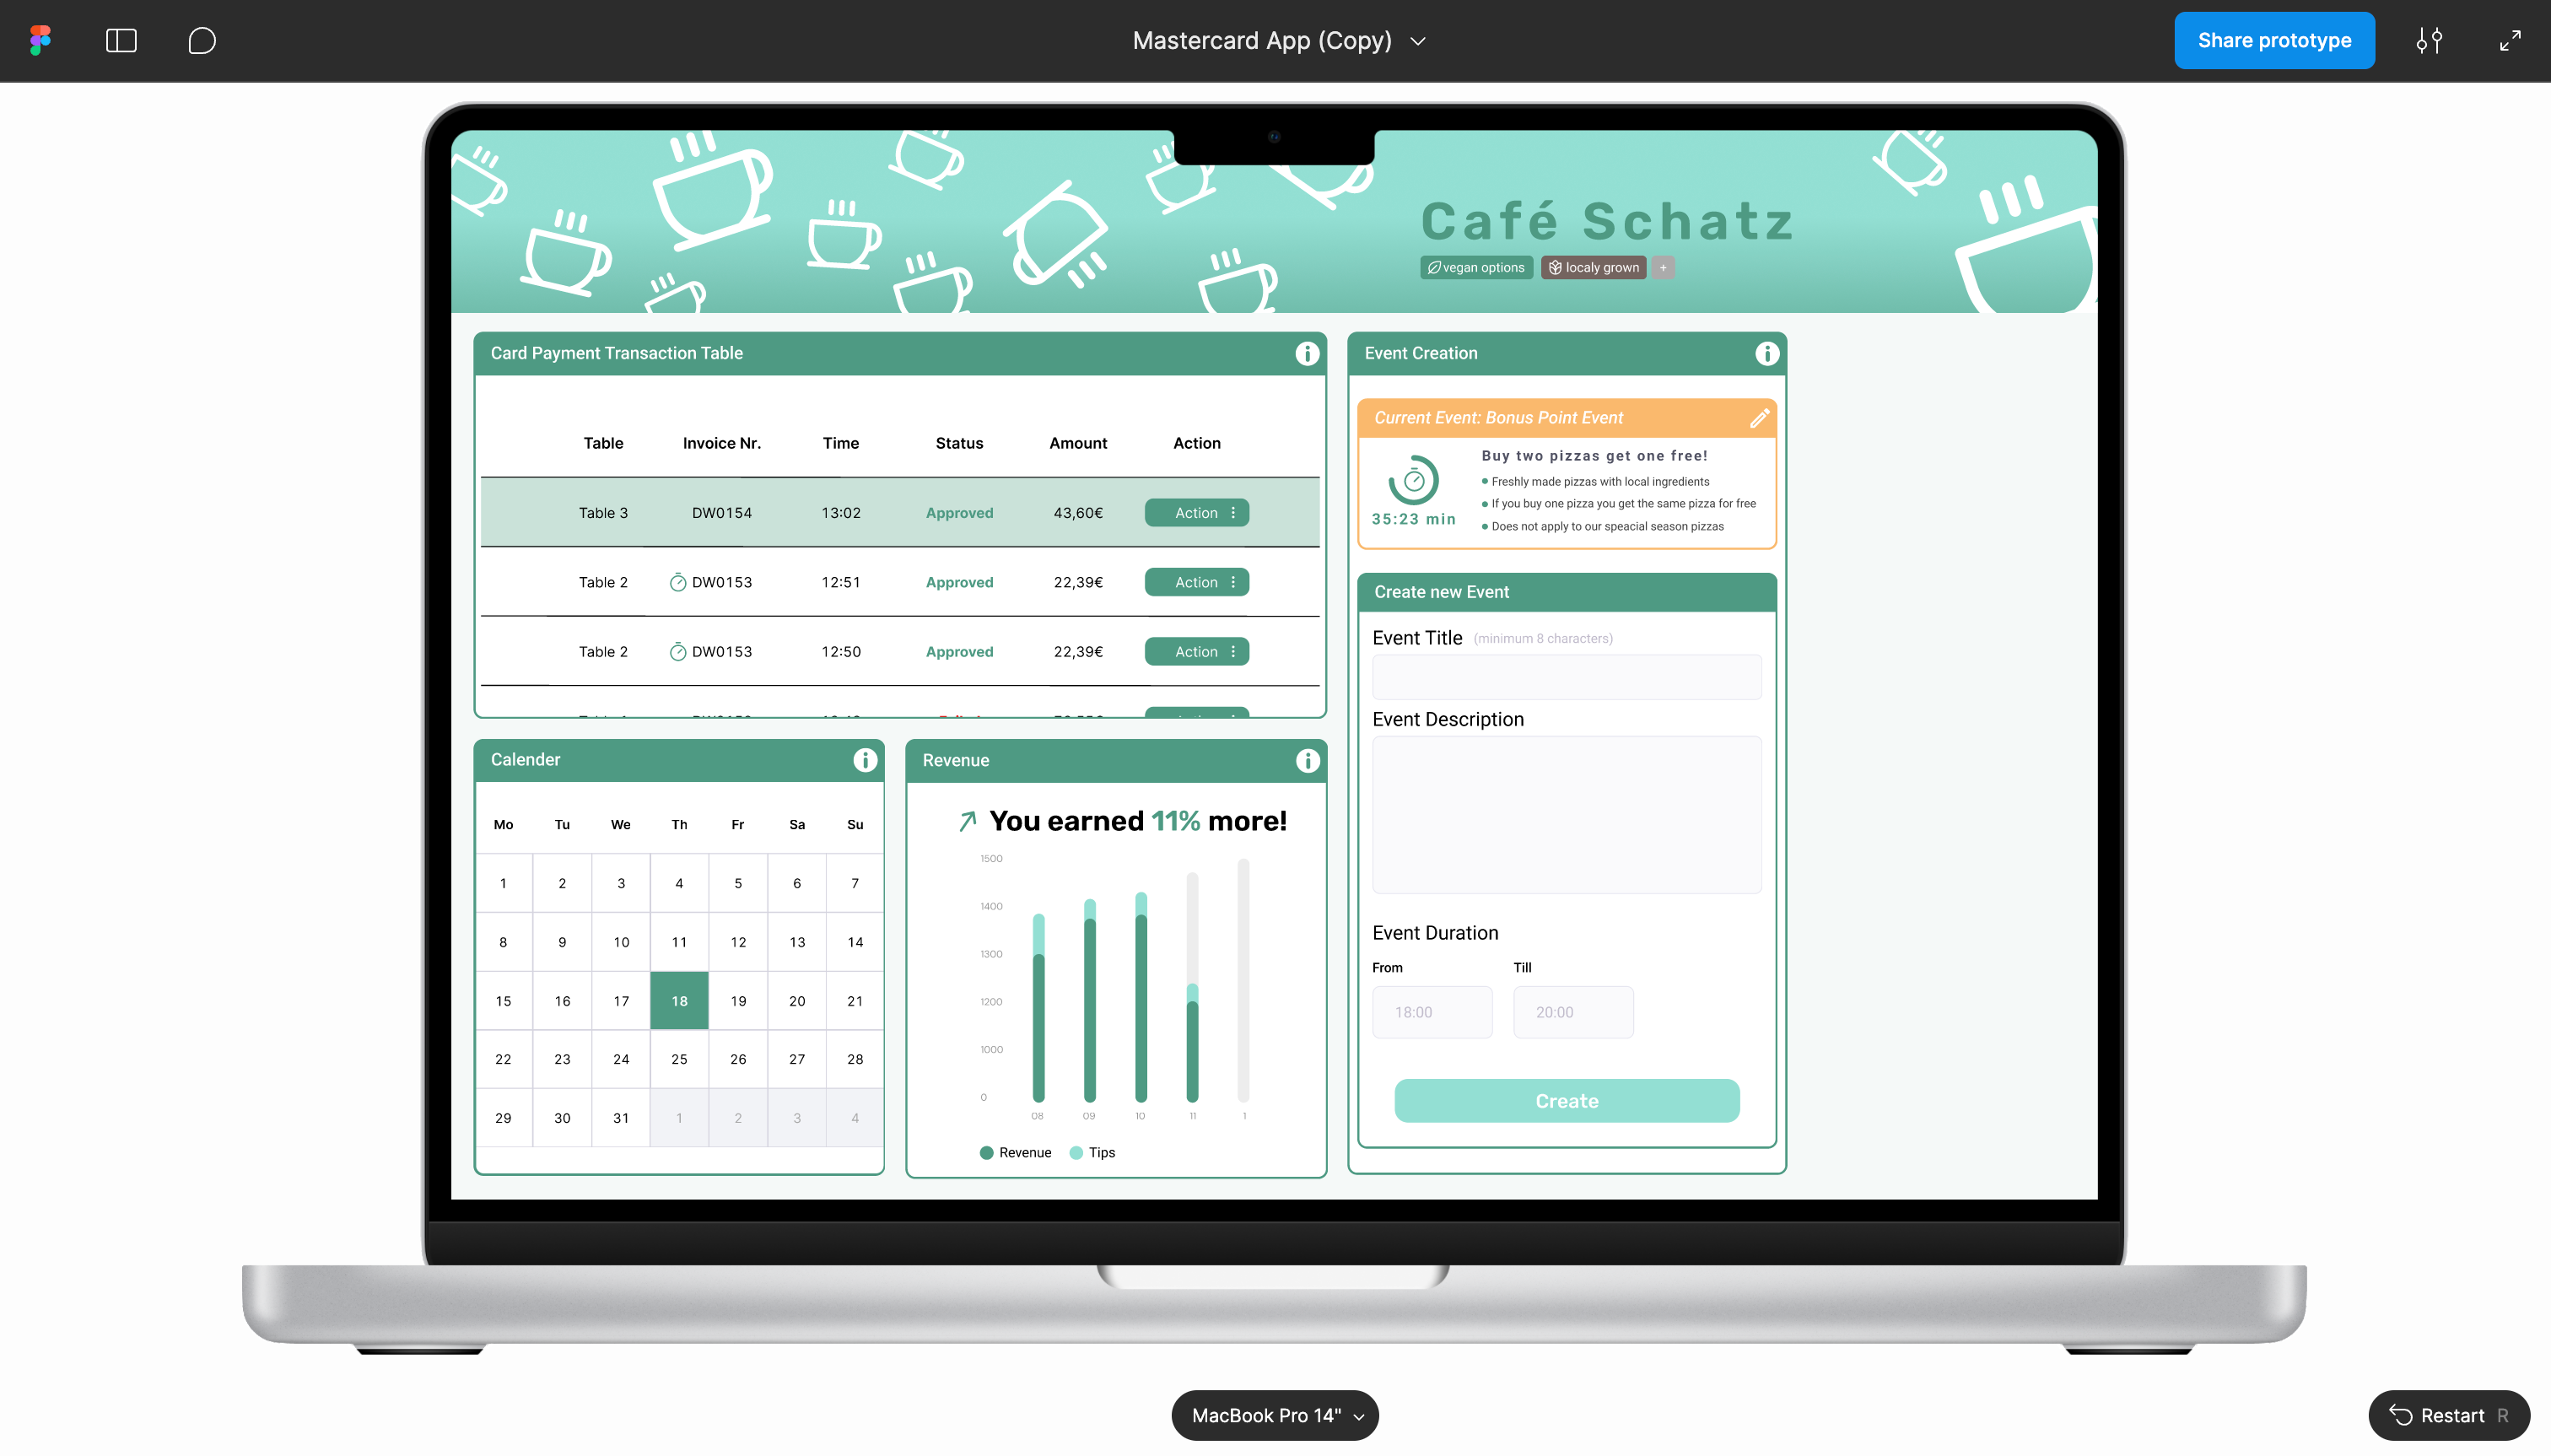 Mastercard App (Copy)
Share prototype
Café Schatz
vegan options
localy grown
+
Card Payment Transaction Table
Table Invoice Nr. Time Status Amount Action
Table 3 DW0154 13:02 Approved 43,60€ Action
Table 2 DW0153 12:51 Approved 22,39€ Action
Table 2 DW0153 12:50 Approved 22,39€ Action
Event Creation
Current Event: Bonus Point Event
35:23 min
Buy two pizzas get one free!
Freshly made pizzas with local ingredients
If you buy one pizza you get the same pizza for free
Does not apply to our speacial season pizzas
Create new Event
Event Title (minimum 8 characters)
Event Description
Event Duration
From Till
18:00 20:00
Create
Calender
Mo Tu We Th Fr Sa Su
1 2 3 4 5 6 7
8 9 10 11 12 13 14
15 16 17 18 19 20 21
22 23 24 25 26 27 28
29 30 31 1 2 3 4
Revenue
You earned 11% more!
1500
1400
1300
1200
1000
0
08 09 10 11 1
Revenue Tips
MacBook Pro 14"
Restart R